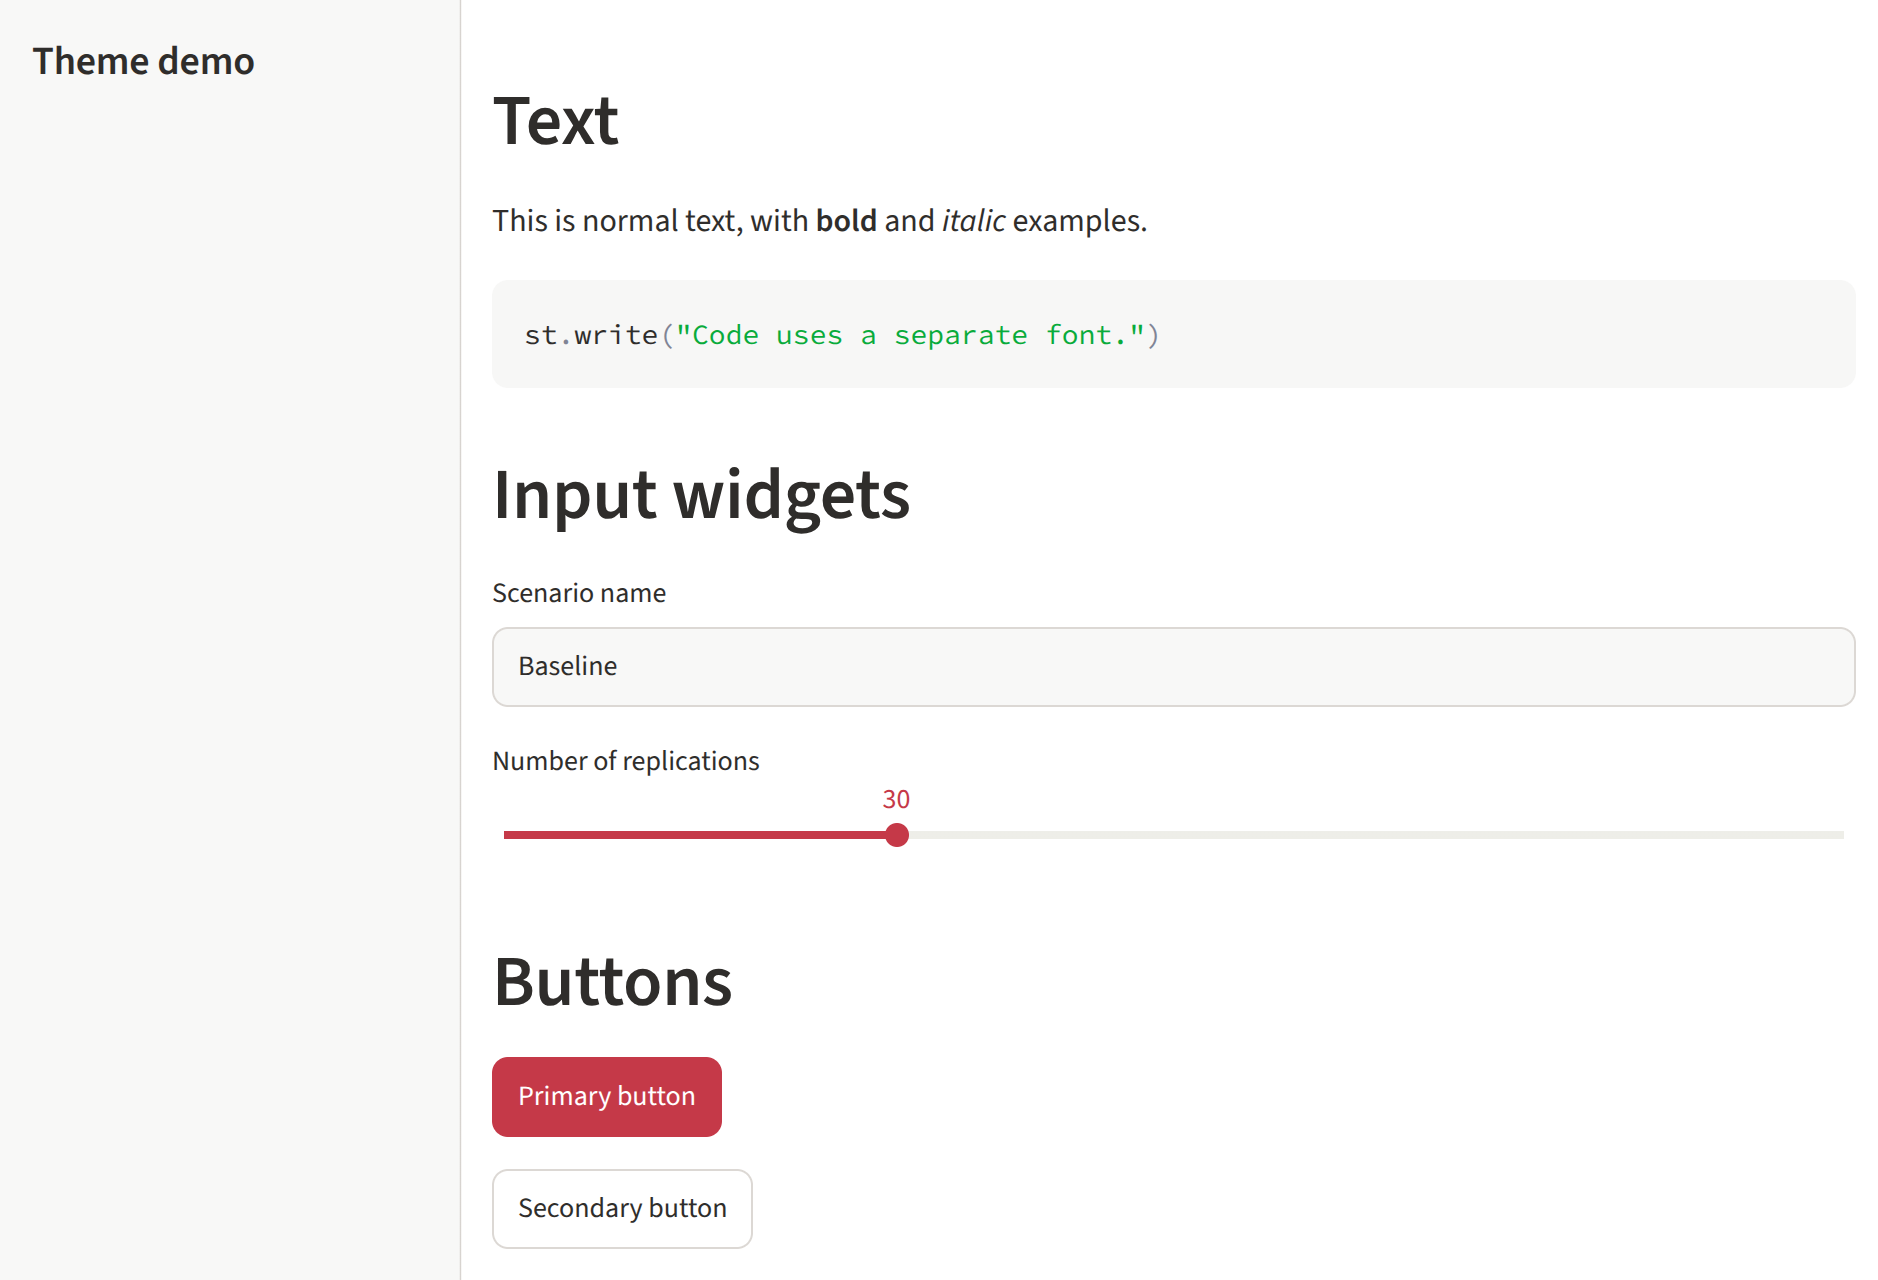 Theme demo
Text
This is normal text, with bold and italic examples.
st.write("Code uses a separate font.")
Input widgets
Scenario name
Baseline
Number of replications
30
Buttons
Primary button
Secondary button